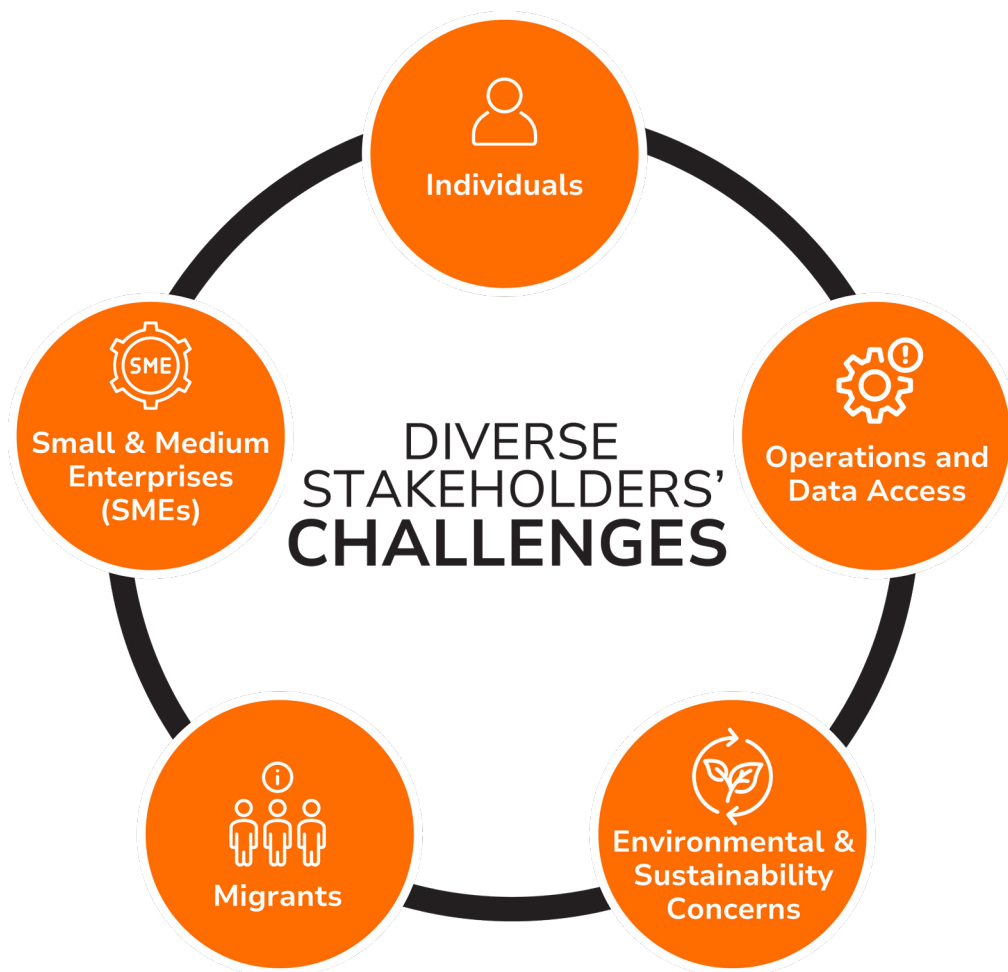 Individuals
SME
Small & Medium
Enterprises
(SMEs)
Operations and
Data Access
DIVERSE
STAKEHOLDERS’
CHALLENGES
Migrants
Environmental &
Sustainability
Concerns